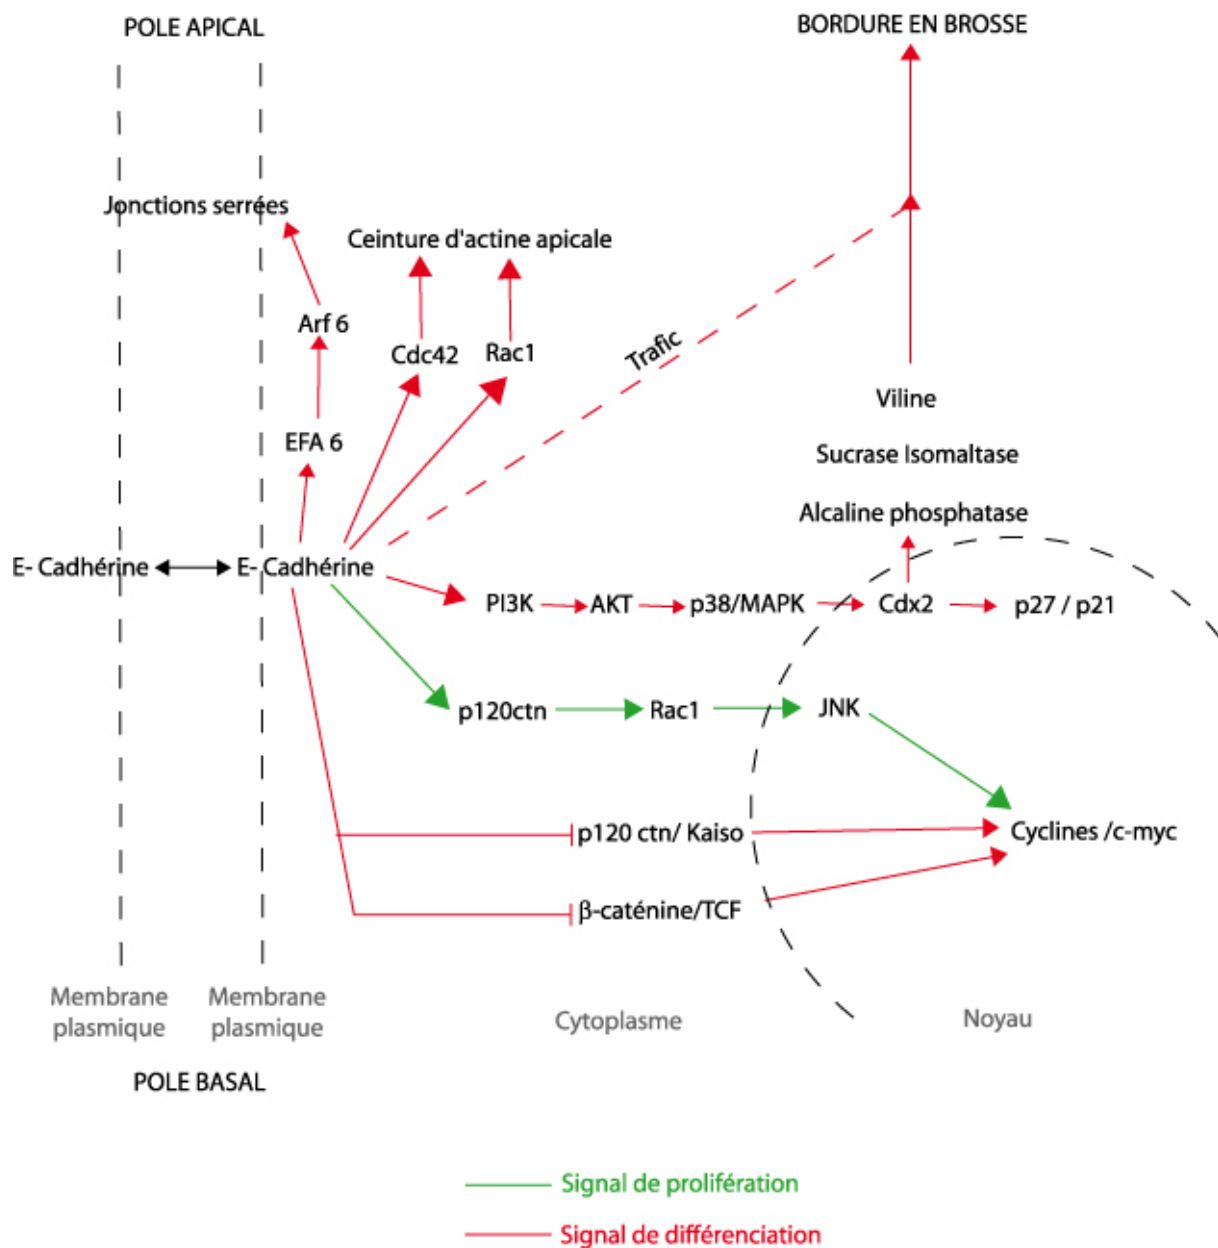 POLE APICAL
BORDURE EN BROSSE
Jonctions serrées
Ceinture d'actine apicale
Arf 6
Cdc42
Rac1
Trafic
Viline
EFA 6
Sucrase Isomaltase
Alcaline phosphatase
E- Cadhérine
E- Cadhérine
PI3K
AKT
p38/MAPK
Cdx2
p27 / p21
p120ctn
Rac1
JNK
p120 ctn/ Kaiso
Cyclines /c-myc
β-caténine/TCF
Membrane
plasmique
Membrane
plasmique
Cytoplasme
Noyau
POLE BASAL
Signal de prolifération
Signal de différenciation